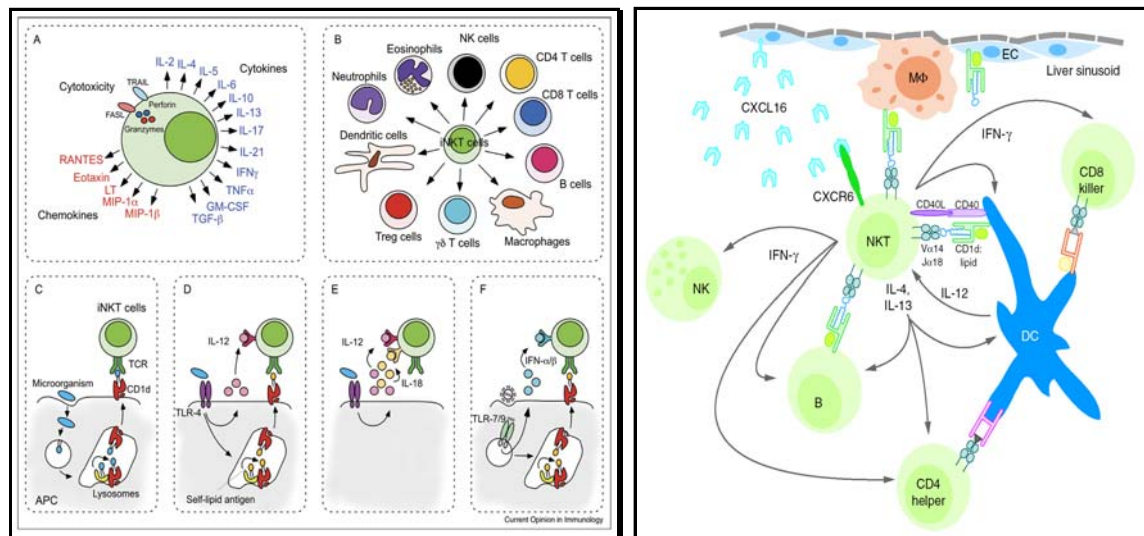 A
Cytotoxicity
TRAIL
FASL
Perforin
Granzymes
IL-2
IL-4
IL-5
Cytokines
IL-6
IL-10
IL-13
IL-17
IL-21
IFNγ
TNFα
GM-CSF
TGF-β
RANTES
Eotaxin
LT
MIP-1α
MIP-1β
Chemokines
B
NK cells
Eosinophils
CD4 T cells
Neutrophils
CD8 T cells
Dendritic cells
iNKT cells
B cells
Treg cells
γδ T cells
Macrophages
C
iNKT cells
TCR
Microorganism
CD1d
APC
Lysosomes
D
IL-12
TLR-4
Self-lipid antigen
E
IL-12
IL-18
F
IFN-α/β
TLR-7/9
Current Opinion in Immunology
EC
Liver sinusoid
MΦ
CXCL16
IFN-γ
CD8
killer
CXCR6
CD40L
CD40
NKT
Vα14
Jα18
CD1d:
lipid
IFN-γ
NK
IL-4,
IL-13
IL-12
DC
B
CD4
helper